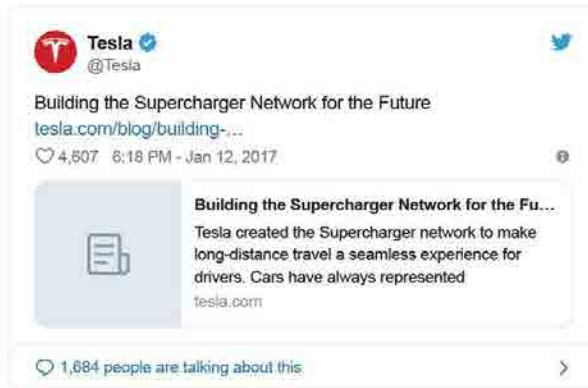 Tesla
@Tesla
Building the Supercharger Network for the Future
tesla.com/blog/building-...
4,607 6:18 PM - Jan 12, 2017
Building the Supercharger Network for the Fu...
Tesla created the Supercharger network to make
long-distance travel a seamless experience for
drivers. Cars have always represented
tesla.com
1,684 people are talking about this